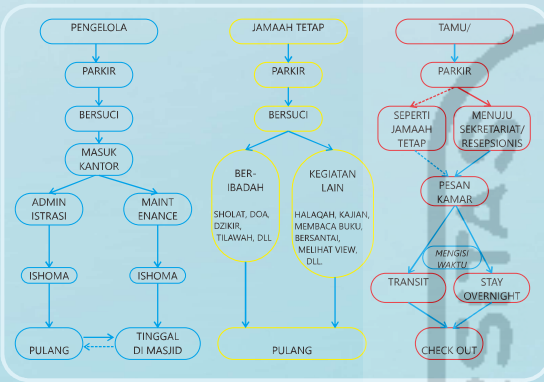 PENGELOLA
PARKIR
BERSUCI
MASUK
KANTOR
ADMIN
ISTRASI
MAINT
ENANCE
ISHOMA
ISHOMA
PULANG
TINGGAL
DI MASJID
JAMAAH TETAP
PARKIR
BERSUCI
BER-
IBADAH
SHOLAT, DOA,
DZIKIR,
TILAWAH, DLL
KEGIATAN
LAIN
HALAQAH, KAJIAN,
MEMBACA BUKU,
BERSANTAI,
MELIHAT VIEW,
DLL.
PULANG
TAMU/
PARKIR
SEPERTI
JAMAAH
TETAP
MENUJU
SEKRETARIAT/
RESEPSIONIS
PESAN
KAMAR
MENGISI
WAKTU
TRANSIT
STAY
OVERNIGHT
CHECK OUT
ITAS